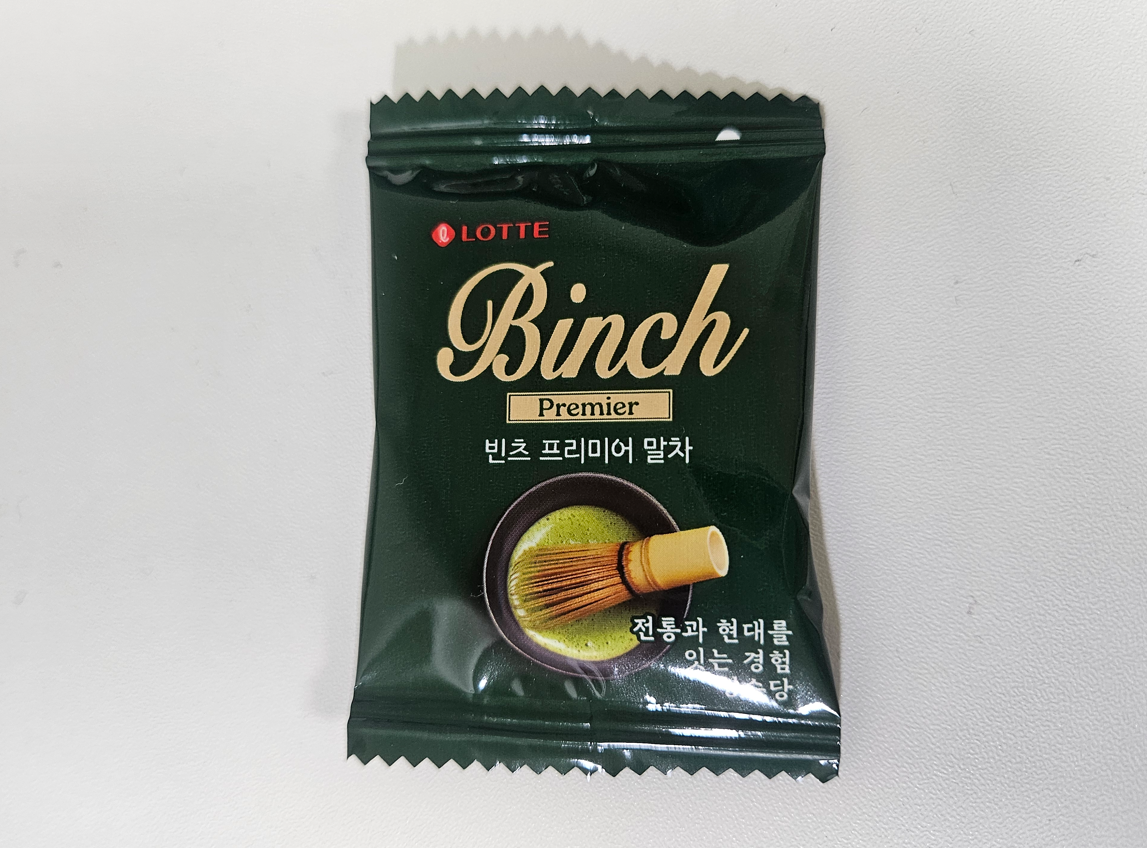 LOTTE
Binch
Premier
빈츠 프리미어 말차
전통과 현대를
잇는 경험